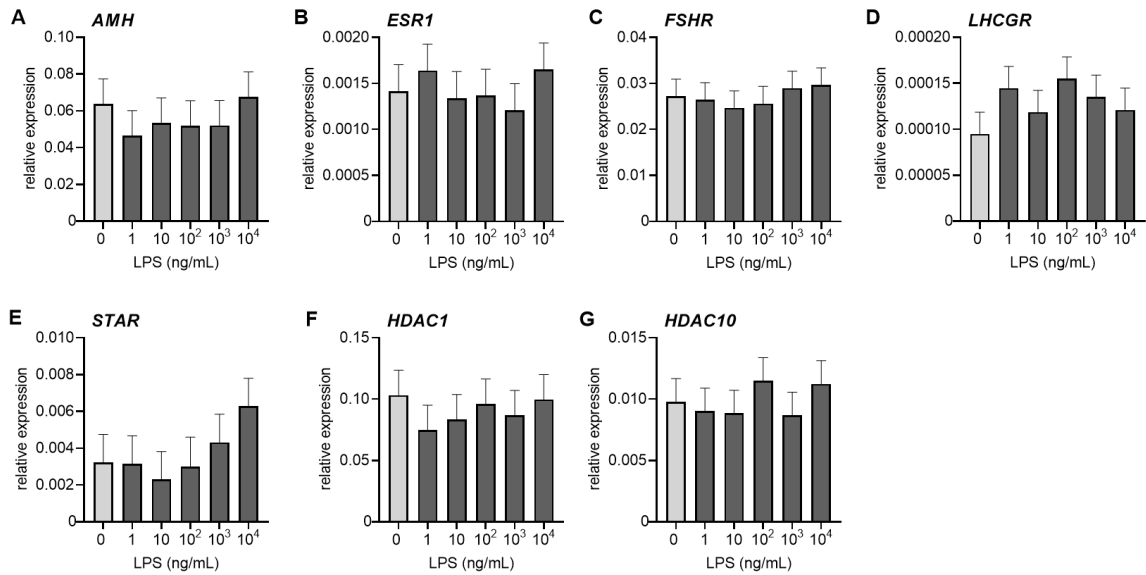 A AMH
relative expression
0.10
0.08
0.06
0.04
0.02
0
0 1 10 10² 10³ 10⁴
LPS (ng/mL)
B ESR1
relative expression
0.0020
0.0015
0.0010
0.0005
0
0 1 10 10² 10³ 10⁴
LPS (ng/mL)
C FSHR
relative expression
0.04
0.03
0.02
0.01
0
0 1 10 10² 10³ 10⁴
LPS (ng/mL)
D LHCGR
relative expression
0.00020
0.00015
0.00010
0.00005
0
0 1 10 10² 10³ 10⁴
LPS (ng/mL)
E STAR
relative expression
0.010
0.008
0.006
0.004
0.002
0
0 1 10 10² 10³ 10⁴
LPS (ng/mL)
F HDAC1
relative expression
0.15
0.10
0.05
0
0 1 10 10² 10³ 10⁴
LPS (ng/mL)
G HDAC10
relative expression
0.015
0.010
0.005
0
0 1 10 10² 10³ 10⁴
LPS (ng/mL)